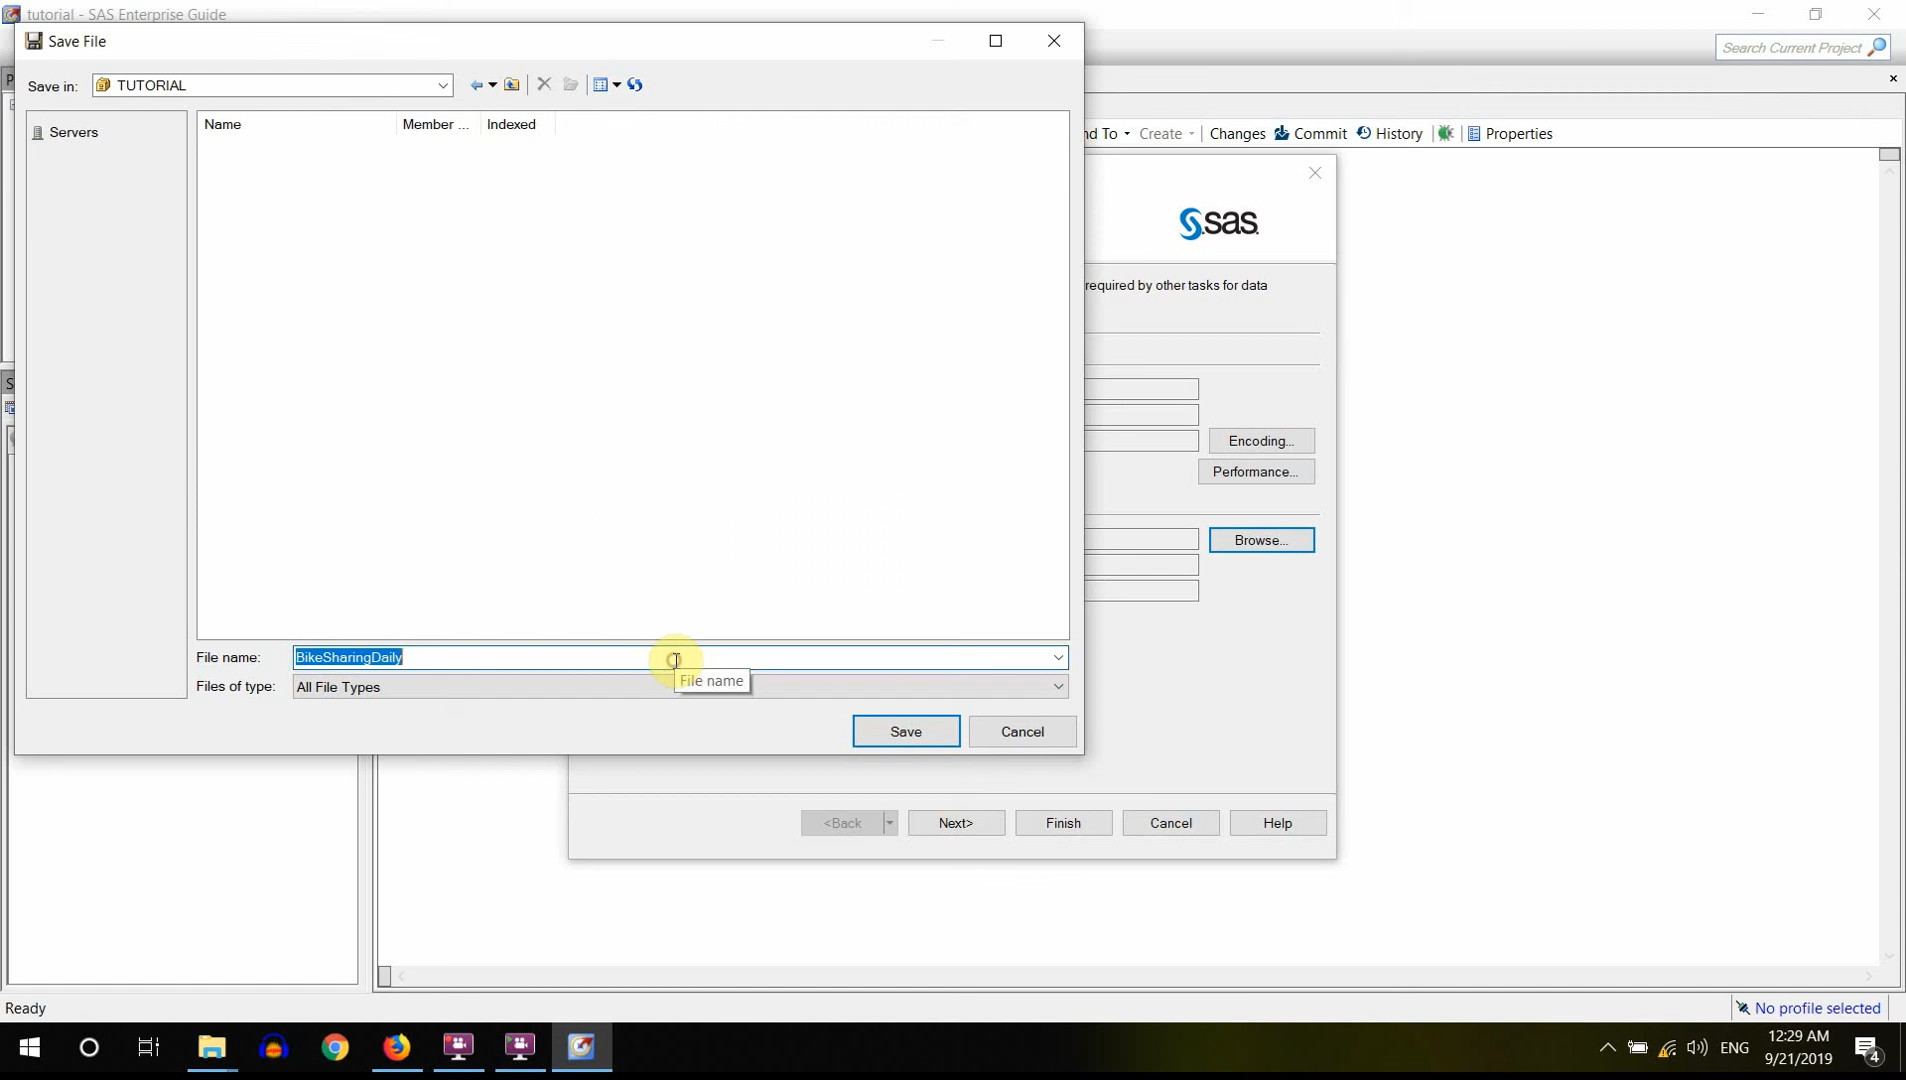 tutorial - SAS Enterprise Guide
Search Current Project
Save File
Save in:
TUTORIAL
Servers
Name
Member ...
Indexed
nd To
Create
Changes
Commit
History
Properties
sas
required by other tasks for data
Encoding...
Performance...
Browse...
File name:
BikeSharingDaily
File name
Files of type:
All File Types
Save
Cancel
<Back
Next>
Finish
Cancel
Help
Ready
No profile selected
ENG
12:29 AM
9/21/2019
4